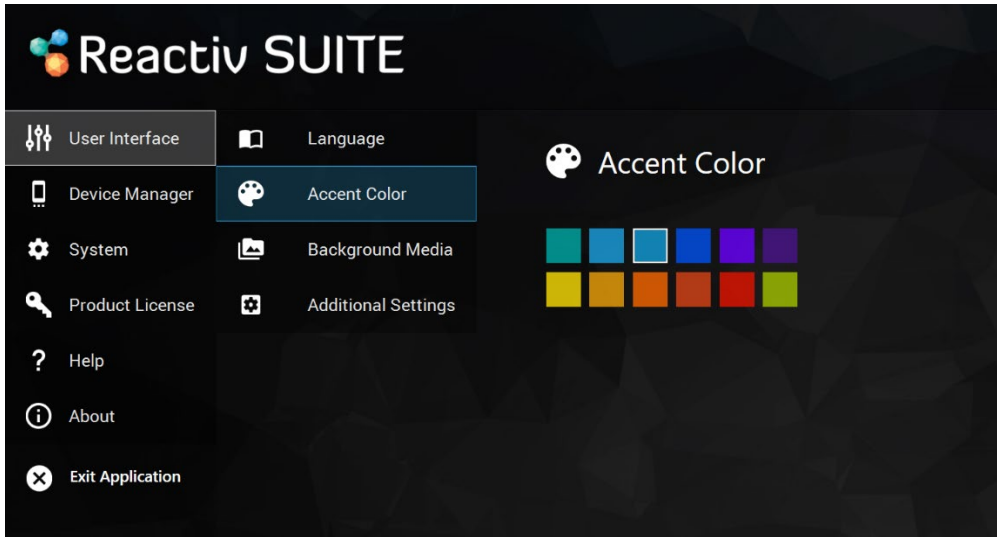 Reactiv SUITE
User Interface
Device Manager
System
Product License
Help
About
Exit Application
Language
Accent Color
Background Media
Additional Settings
Accent Color